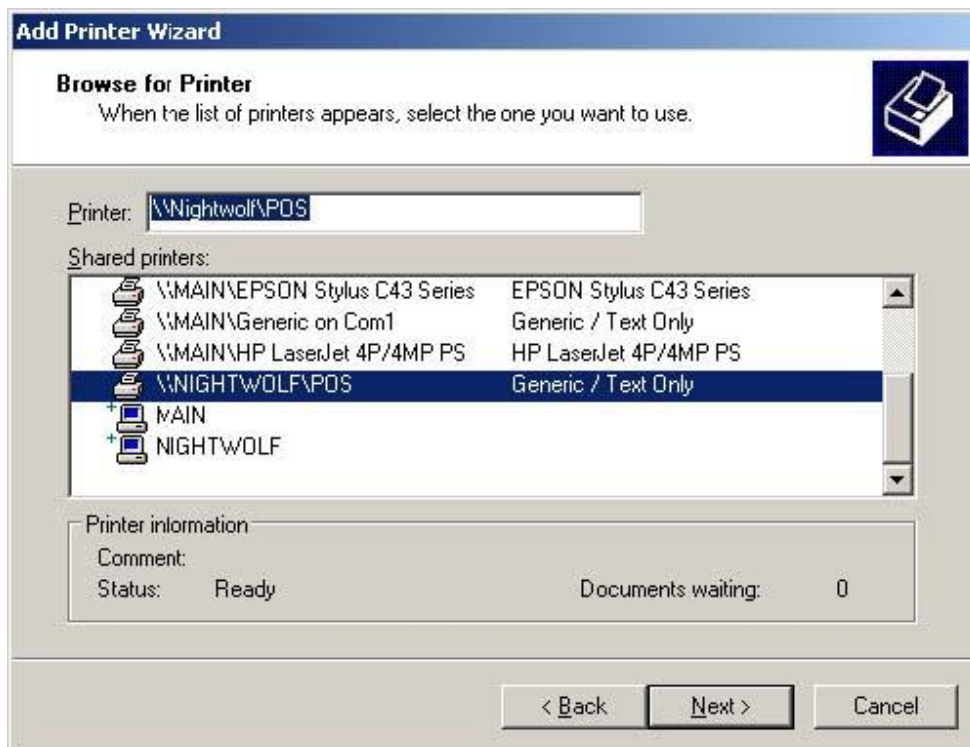 Add Printer Wizard
Browse for Printer
When the list of printers appears, select the one you want to use.
Printer: \\Nightwolf\POS
Shared printers:
\\MAIN\EPSON Stylus C43 Series EPSON Stylus C43 Series
\\MAIN\Generic on Com1 Generic / Text Only
\\MAIN\HP LaserJet 4P/4MP PS HP LaserJet 4P/4MP PS
\\NIGHTWOLF\POS Generic / Text Only
MAIN
NIGHTWOLF
Printer information
Comment:
Status: Ready Documents waiting: 0
< Back Next > Cancel